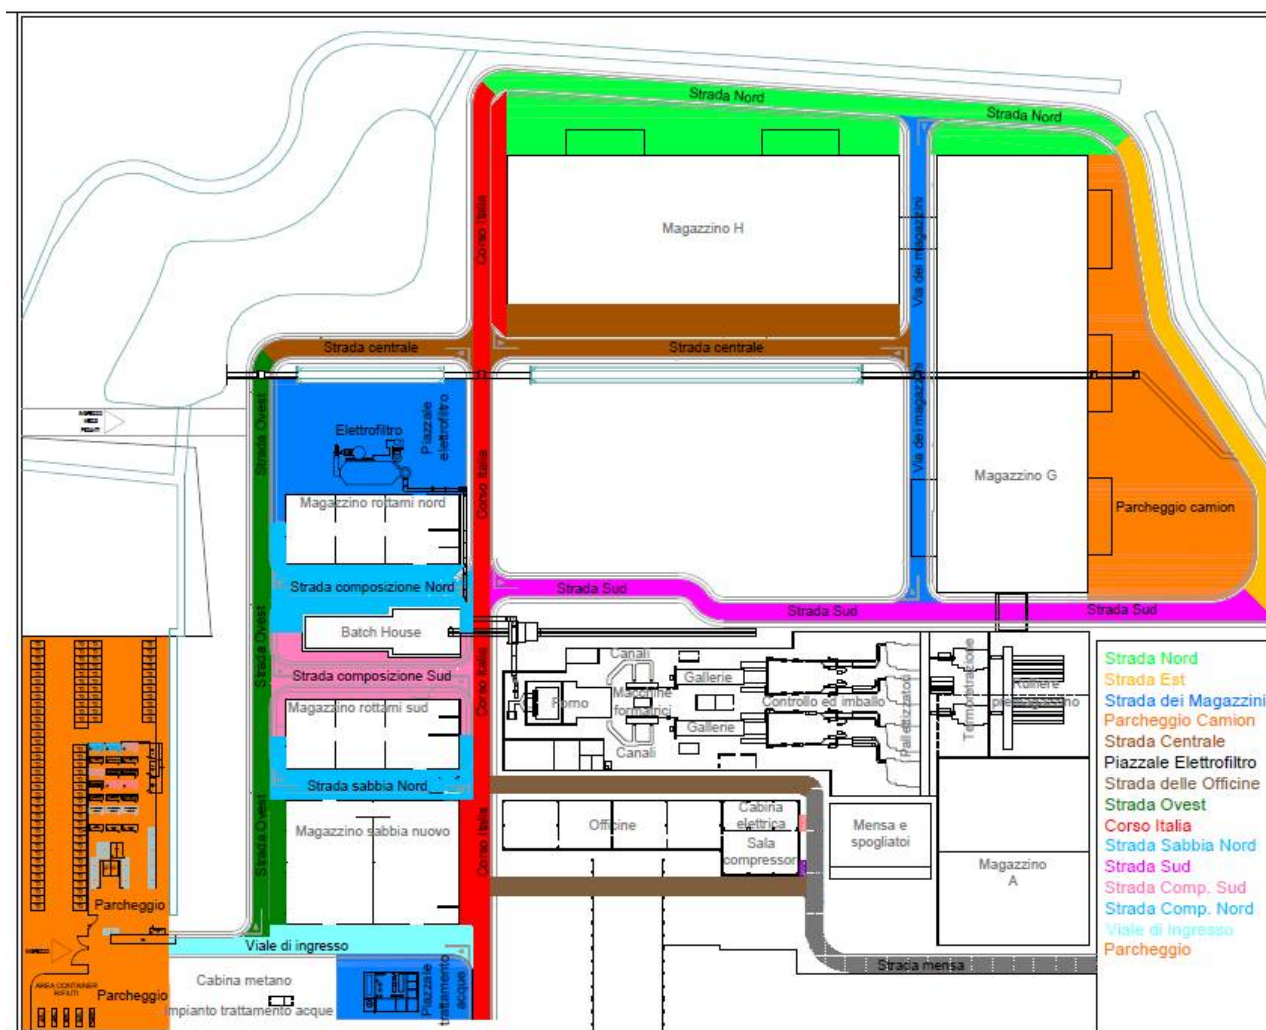 Strada Nord
Strada Nord
Corso Italia
Magazzino H
Via dei magazzini
Strada centrale
Strada centrale
Strada Ovest
Elettrofiltro
Piazzale
elettrofiltro
Corso Italia
Via dei magazzini
Magazzino G
Parcheggio camion
Magazzino rottami nord
Strada composizione Nord
Strada Sud
Strada Sud
Strada Sud
Strada Ovest
Batch House
Corso Italia
Strada composizione Sud
Magazzino rottami sud
Strada sabbia Nord
Canali
Gallerie
Forno
Macchine
formatrici
Gallerie
Canali
Controllo ed imballo
Pallettizzatori
Termoretrazione
Rulliere
premagazzino
Strada Ovest
Magazzino sabbia nuovo
Corso Italia
Officine
Cabina
elettrica
Sala
compressor
Mensa e
spogliatoi
Magazzino
A
Parcheggio
INGRESSO
Viale di ingresso
AREA CONTAINER
RIFIUTI
Parcheggio
Cabina metano
Impianto trattamento acque
Piazzale
trattamento
acque
Strada mensa
Strada Nord
Strada Est
Strada dei Magazzini
Parcheggio Camion
Strada Centrale
Piazzale Elettrofiltro
Strada delle Officine
Strada Ovest
Corso Italia
Strada Sabbia Nord
Strada Sud
Strada Comp. Sud
Strada Comp. Nord
Viale di Ingresso
Parcheggio